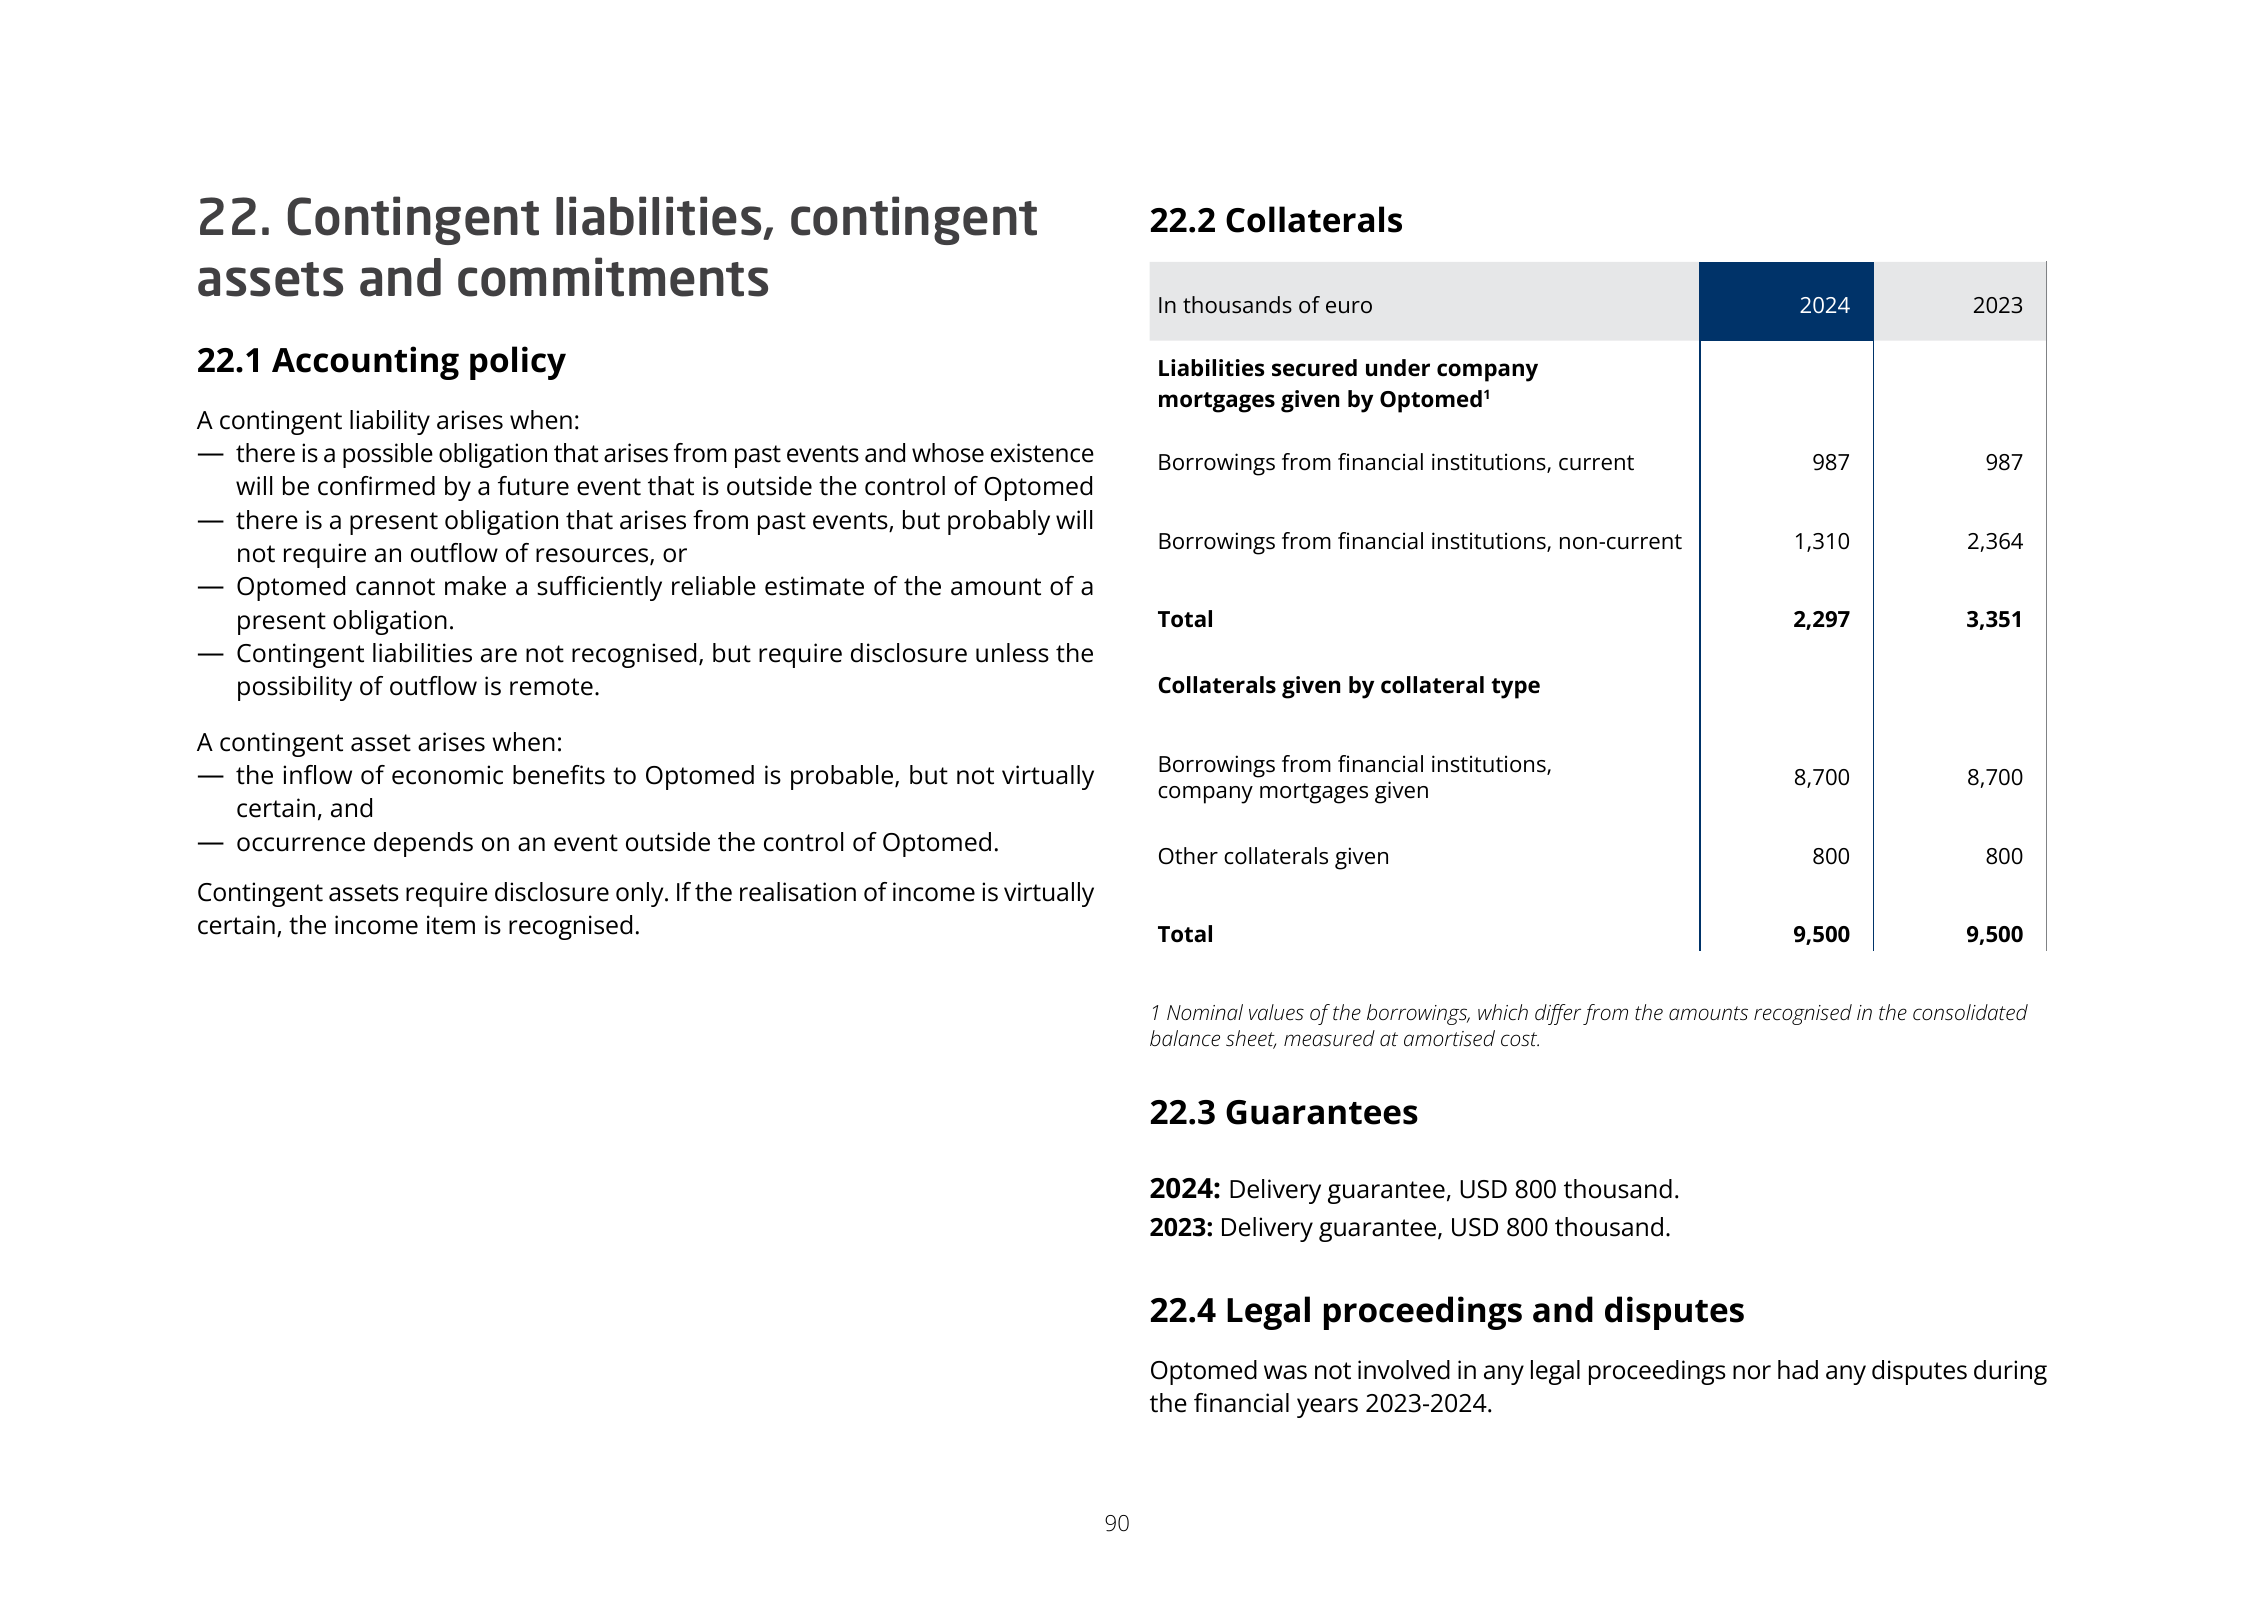 22. Contingent liabilities, contingent
assets and commitments
22.1 Accounting policy
A contingent liability arises when:
— there is a possible obligation that arises from past events and whose existence
will be confirmed by a future event that is outside the control of Optomed
— there is a present obligation that arises from past events, but probably will
not require an outflow of resources, or
— Optomed cannot make a sufficiently reliable estimate of the amount of a
present obligation.
— Contingent liabilities are not recognised, but require disclosure unless the
possibility of outflow is remote.
A contingent asset arises when:
— the inflow of economic benefits to Optomed is probable, but not virtually
certain, and
— occurrence depends on an event outside the control of Optomed.
Contingent assets require disclosure only. If the realisation of income is virtually
certain, the income item is recognised.
22.2 Collaterals
In thousands of euro 2024 2023
Liabilities secured under company
mortgages given by Optomed¹
Borrowings from financial institutions, current 987 987
Borrowings from financial institutions, non-current 1,310 2,364
Total 2,297 3,351
Collaterals given by collateral type
Borrowings from financial institutions,
company mortgages given 8,700 8,700
Other collaterals given 800 800
Total 9,500 9,500
1 Nominal values of the borrowings, which differ from the amounts recognised in the consolidated
balance sheet, measured at amortised cost.
22.3 Guarantees
2024: Delivery guarantee, USD 800 thousand.
2023: Delivery guarantee, USD 800 thousand.
22.4 Legal proceedings and disputes
Optomed was not involved in any legal proceedings nor had any disputes during
the financial years 2023-2024.
90